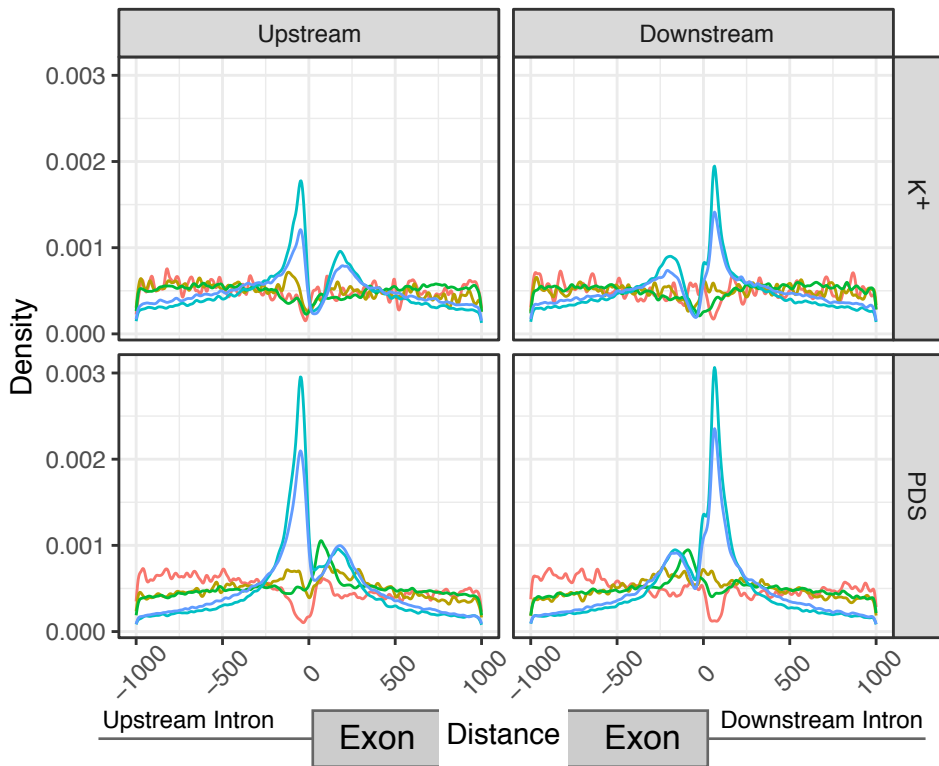 Upstream Downstream
0.003
0.002
0.001
0.000
K+
Density
0.003
0.002
0.001
0.000
PDS
−1000 −500 0 500 1000 −1000 −500 0 500 1000
Upstream Intron Exon Distance Exon Downstream Intron